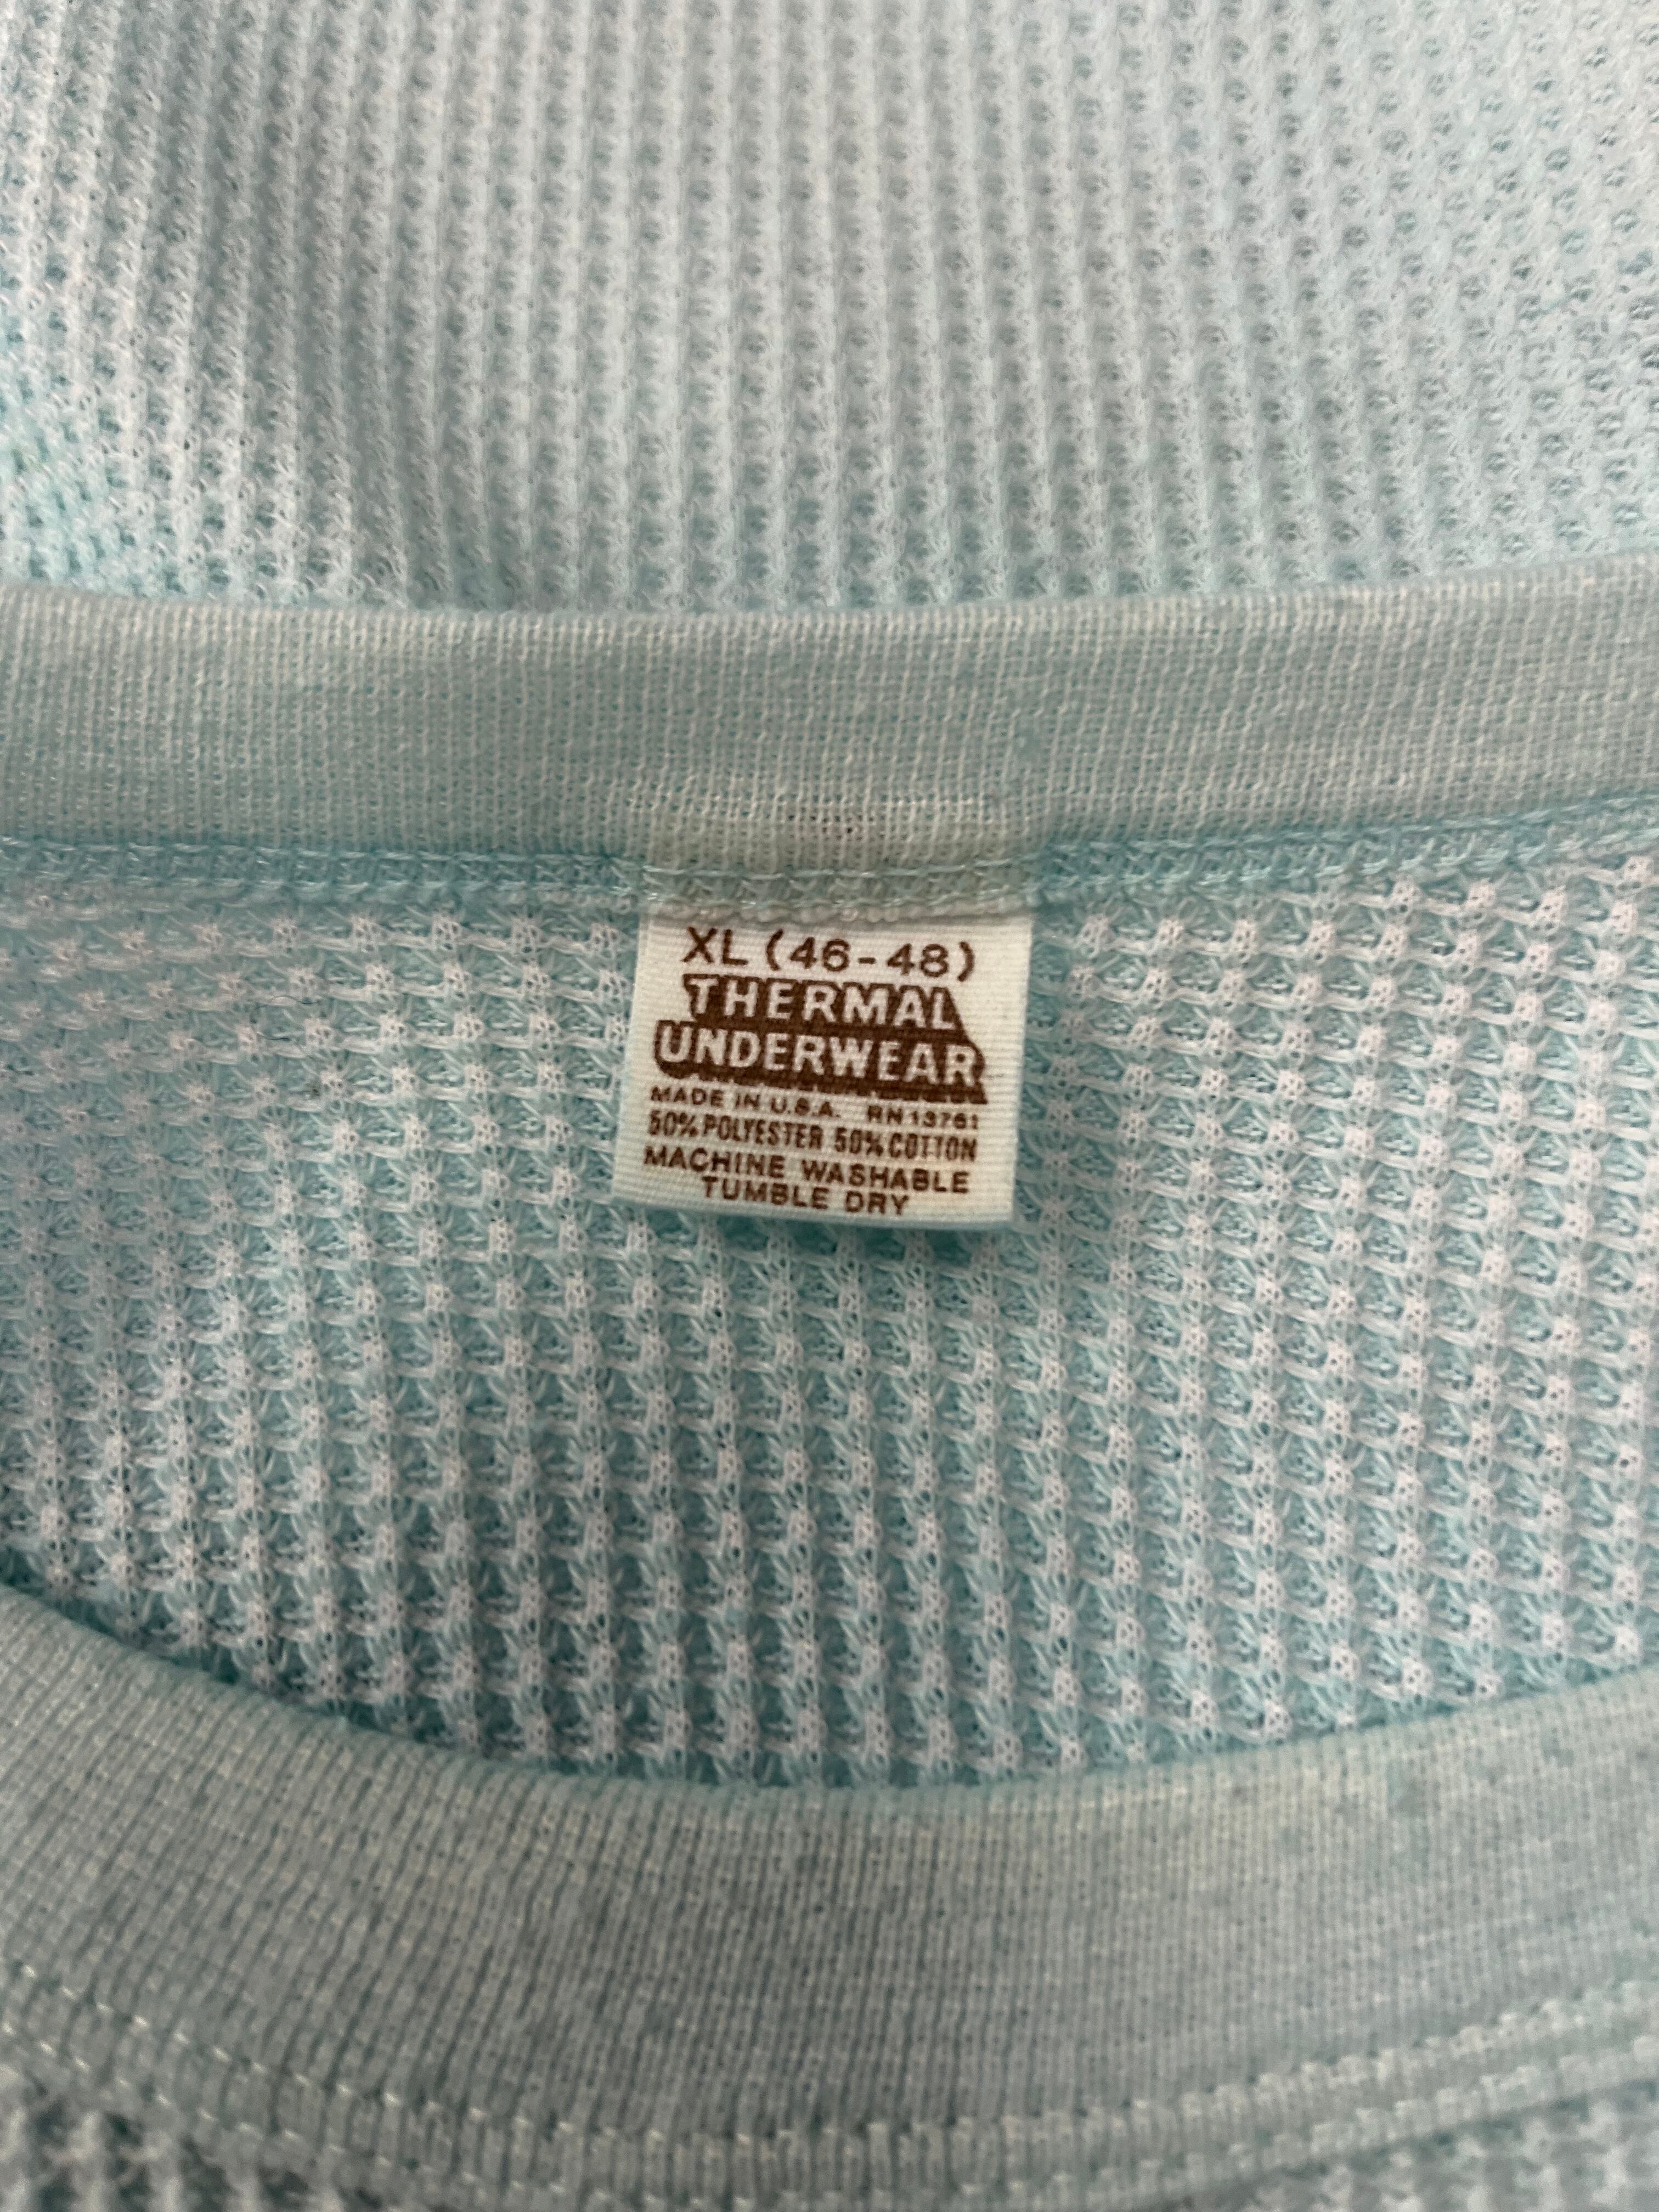 XL (46-48)
THERMAL
UNDERWEAR
MADE IN U.S.A. RN 13761
50% POLYESTER 50% COTTON
MACHINE WASHABLE
TUMBLE DRY